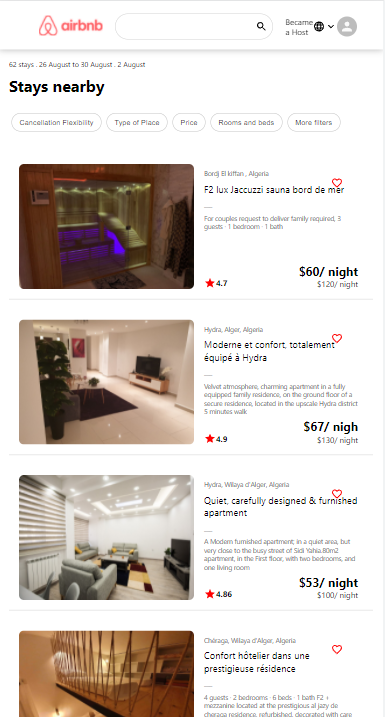 airbnb
Became
a Host
62 stays . 26 August to 30 August . 2 August
Stays nearby
Cancellation Flexibility
Type of Place
Price
Rooms and beds
More filters
Bordj El kiffan , Algeria
F2 lux Jaccuzzi sauna bord de mer
For couples request to deliver family required, 3
guests · 1 bedroom · 1 bath
$60/ night
4.7
$120/ night
Hydra, Alger, Algeria
Moderne et confort, totalement
équipé à Hydra
Velvet atmosphere, charming apartment in a fully
equipped family residence, on the ground floor of a
secure residence, located in the upscale Hydra district
5 minutes walk
$67/ nigh
4.9
$130/ night
Hydra, Wilaya d'Alger, Algeria
Quiet, carefully designed & furnished
apartment
A Modern furnished apartment; in a quiet area, but
very close to the busy street of Sidi Yahia.80m2
apartment, in the First floor, with two bedrooms, and
one living room
$53/ night
4.86
$100/ night
Chéraga, Wilaya d'Alger, Algeria
Confort hôtelier dans une
prestigieuse résidence
4 guests · 2 bedrooms · 6 beds · 1 bath F2 +
mezzanine located at the prestigious al jazy de
cheraga residence, refurbished, decorated with care